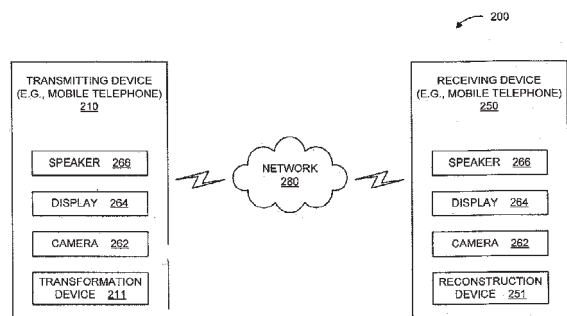 200
TRANSMITTING DEVICE
(E.G., MOBILE TELEPHONE)
210
SPEAKER 266
DISPLAY 264
CAMERA 262
TRANSFORMATION
DEVICE 211
NETWORK
280
RECEIVING DEVICE
(E.G., MOBILE TELEPHONE)
250
SPEAKER 266
DISPLAY 264
CAMERA 262
RECONSTRUCTION
DEVICE 251